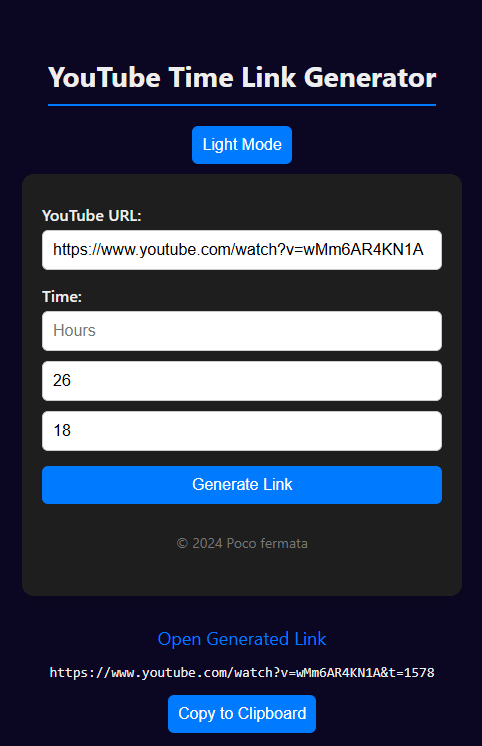 YouTube Time Link Generator
Light Mode
YouTube URL:
https://www.youtube.com/watch?v=wMm6AR4KN1A
Time:
Hours
26
18
Generate Link
© 2024 Poco fermata
Open Generated Link
https://www.youtube.com/watch?v=wMm6AR4KN1A&t=1578
Copy to Clipboard